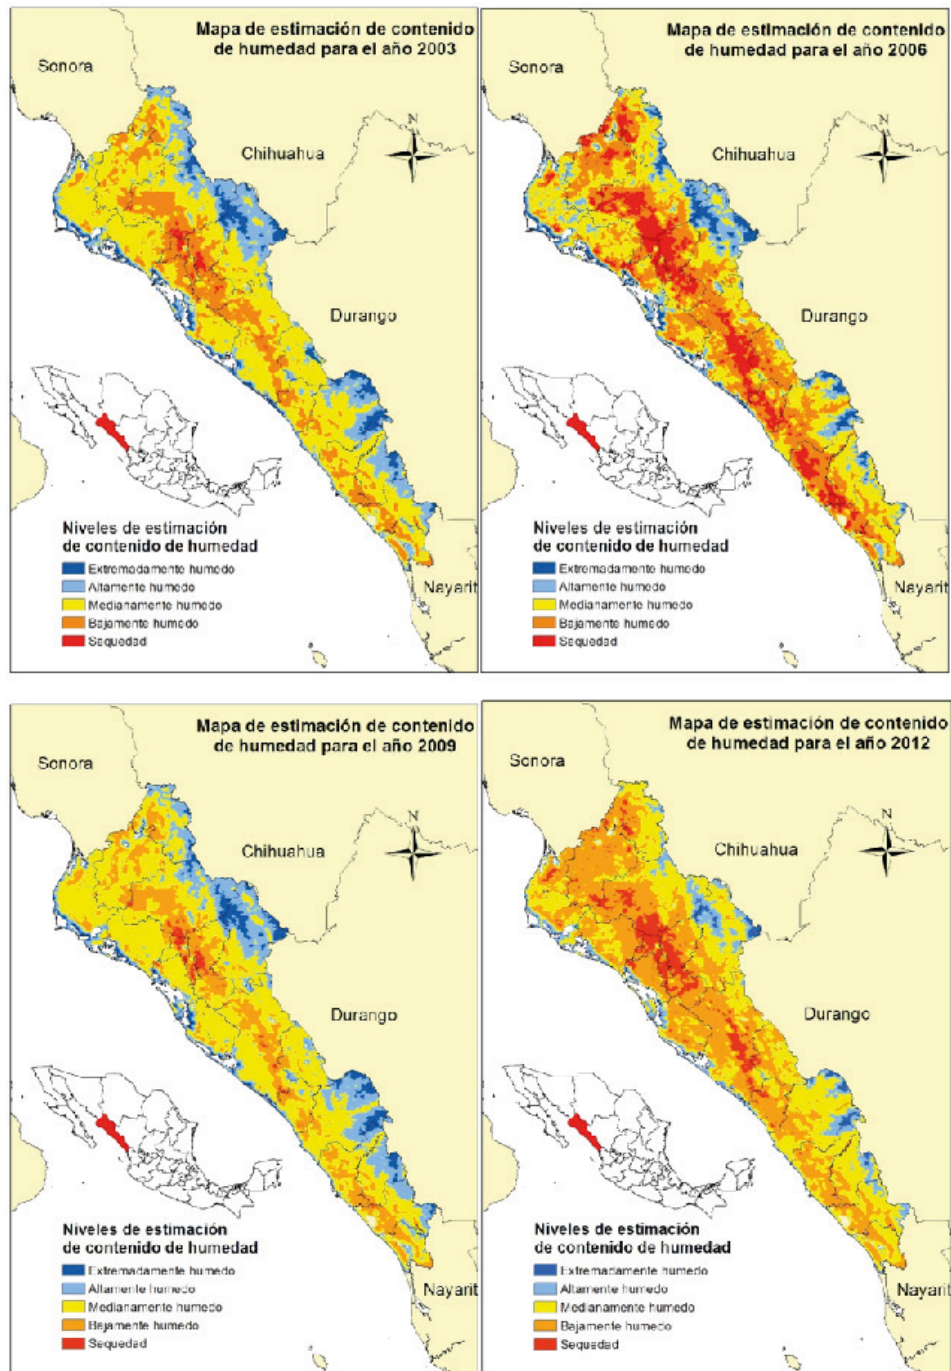 Mapa de estimación de contenido
de humedad para el año 2003
Sonora
N
Chihuahua
Durango
Niveles de estimación
de contenido de humedad
Extremadamente humedo
Altamente humedo
Medianamente humedo
Bajamente humedo
Sequedad
Nayarit
Mapa de estimación de contenido
de humedad para el año 2006
Sonora
N
Chihuahua
Durango
Niveles de estimación
de contenido de humedad
Extremadamente humedo
Altamente humedo
Medianamente humedo
Bajamente humedo
Sequedad
Nayarit
Mapa de estimación de contenido
de humedad para el año 2009
Sonora
N
Chihuahua
Durango
Niveles de estimación
de contenido de humedad
Extremadamente humedo
Altamente humedo
Medianamente humedo
Bajamente humedo
Sequedad
Nayarit
Mapa de estimación de contenido
de humedad para el año 2012
Sonora
N
Chihuahua
Durango
Niveles de estimación
de contenido de humedad
Extremadamente humedo
Altamente humedo
Medianamente humedo
Bajamente humedo
Sequedad
Nayarit